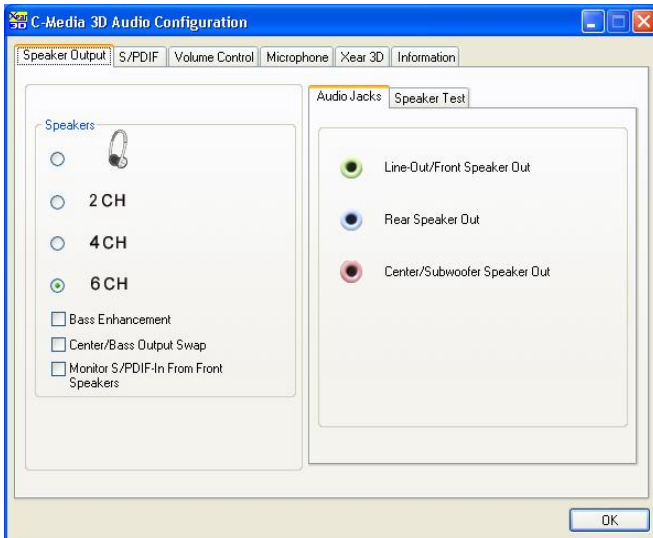 Xear 3D C-Media 3D Audio Configuration
Speaker Output S/PDIF Volume Control Microphone Xear 3D Information
Speakers
2 CH
4 CH
6 CH
Bass Enhancement
Center/Bass Output Swap
Monitor S/PDIF-In From Front
Speakers
Audio Jacks Speaker Test
Line-Out/Front Speaker Out
Rear Speaker Out
Center/Subwoofer Speaker Out
OK